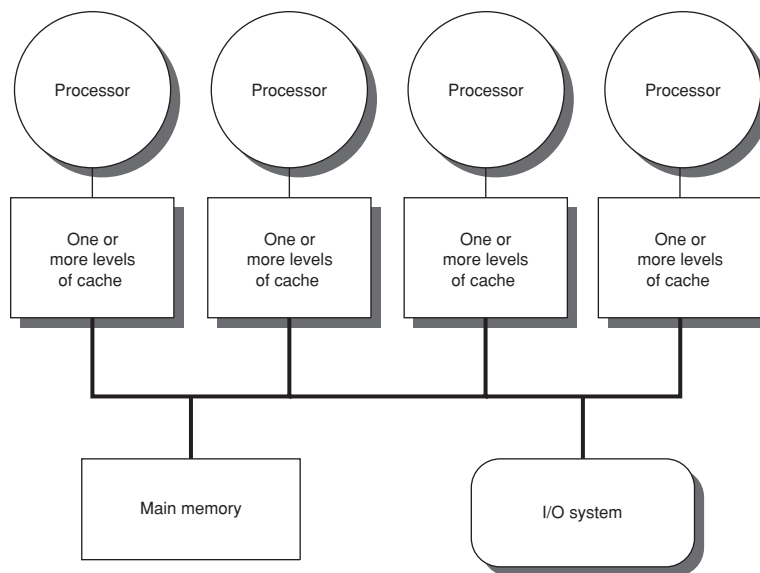 Processor
Processor
Processor
Processor
One or
more levels
of cache
One or
more levels
of cache
One or
more levels
of cache
One or
more levels
of cache
Main memory
I/O system